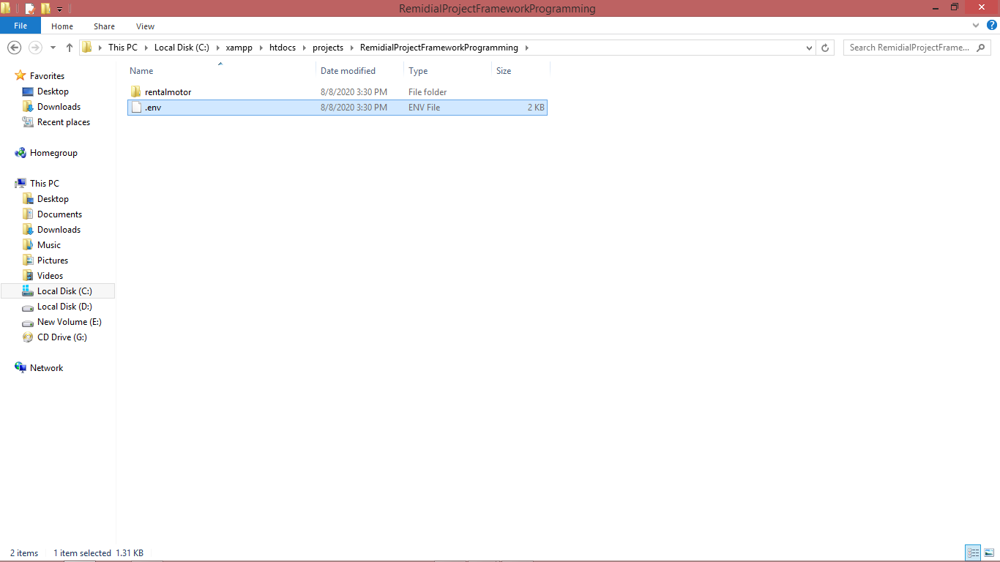 RemidialProjectFrameworkProgramming
File Home Share View
This PC Local Disk (C:) xampp htdocs projects RemidialProjectFrameworkProgramming Search RemidialProjectFrame...
Name Date modified Type Size
Favorites
Desktop
Downloads
Recent places
Homegroup
This PC
Desktop
Documents
Downloads
Music
Pictures
Videos
Local Disk (C:)
Local Disk (D:)
New Volume (E:)
CD Drive (G:)
Network
rentalmotor 8/8/2020 3:30 PM File folder
.env 8/8/2020 3:30 PM ENV File 2 KB
2 items 1 item selected 1.31 KB